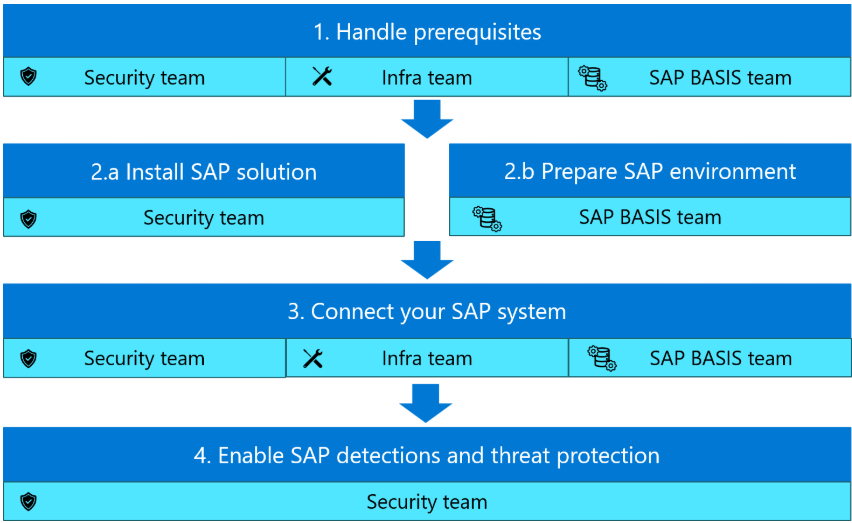 1. Handle prerequisites
Security team
Infra team
SAP BASIS team
2.a Install SAP solution
Security team
2.b Prepare SAP environment
SAP BASIS team
3. Connect your SAP system
Security team
Infra team
SAP BASIS team
4. Enable SAP detections and threat protection
Security team